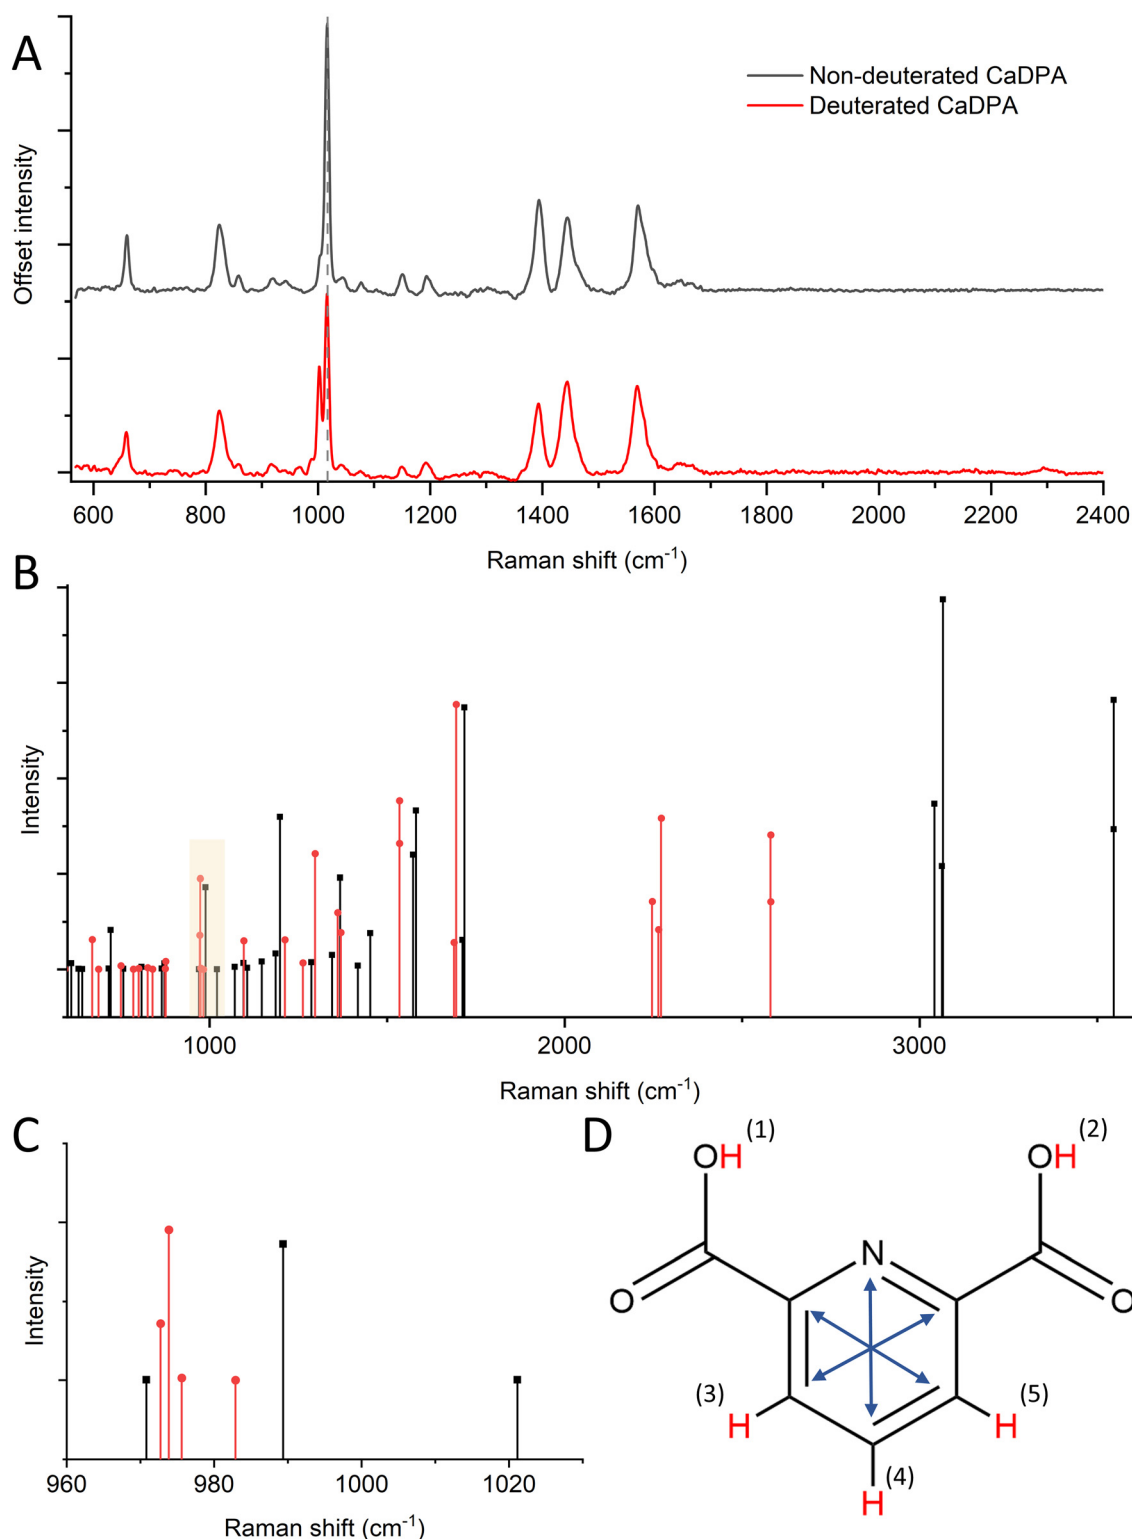 A
Non-deuterated CaDPA
Deuterated CaDPA
Offset intensity
600 800 1000 1200 1400 1600 1800 2000 2200 2400
Raman shift (cm⁻¹)
B
Intensity
1000 2000 3000
Raman shift (cm⁻¹)
C
Intensity
960 980 1000 1020
Raman shift (cm⁻¹)
D
(1) (2)
OH OH
N
O O
(3) (5)
H H
(4)
H